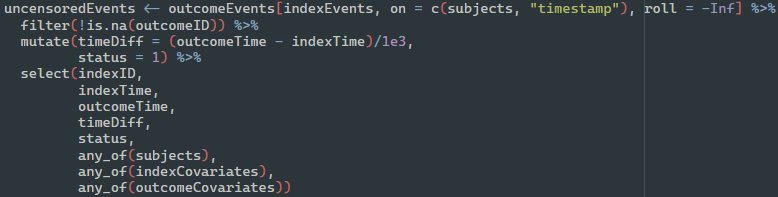 uncensoredEvents <- outcomeEvents[indexEvents, on = c(subjects, "timestamp"), roll = -Inf] %>%
filter(!is.na(outcomeID)) %>%
mutate(timeDiff = (outcomeTime - indexTime)/1e3,
status = 1) %>%
select(indexID,
indexTime,
outcomeTime,
timeDiff,
status,
any_of(subjects),
any_of(indexCovariates),
any_of(outcomeCovariates))